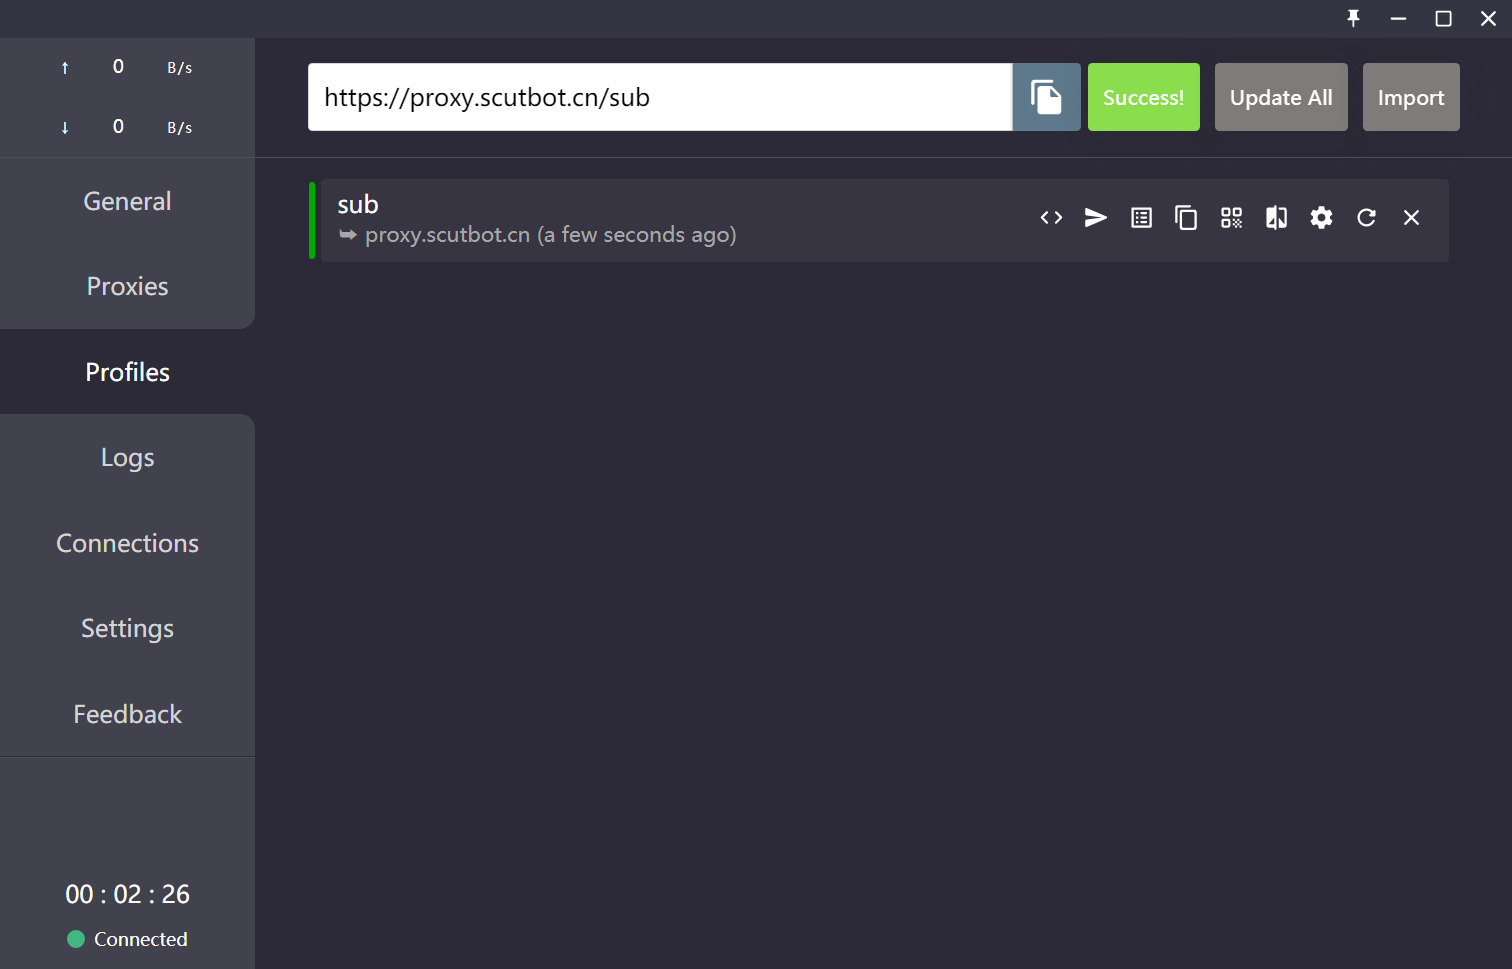 ↑ 0 B/s
↓ 0 B/s
https://proxy.scutbot.cn/sub
Success!
Update All
Import
General
Proxies
Profiles
Logs
Connections
Settings
Feedback
sub
proxy.scutbot.cn (a few seconds ago)
00 : 02 : 26
Connected